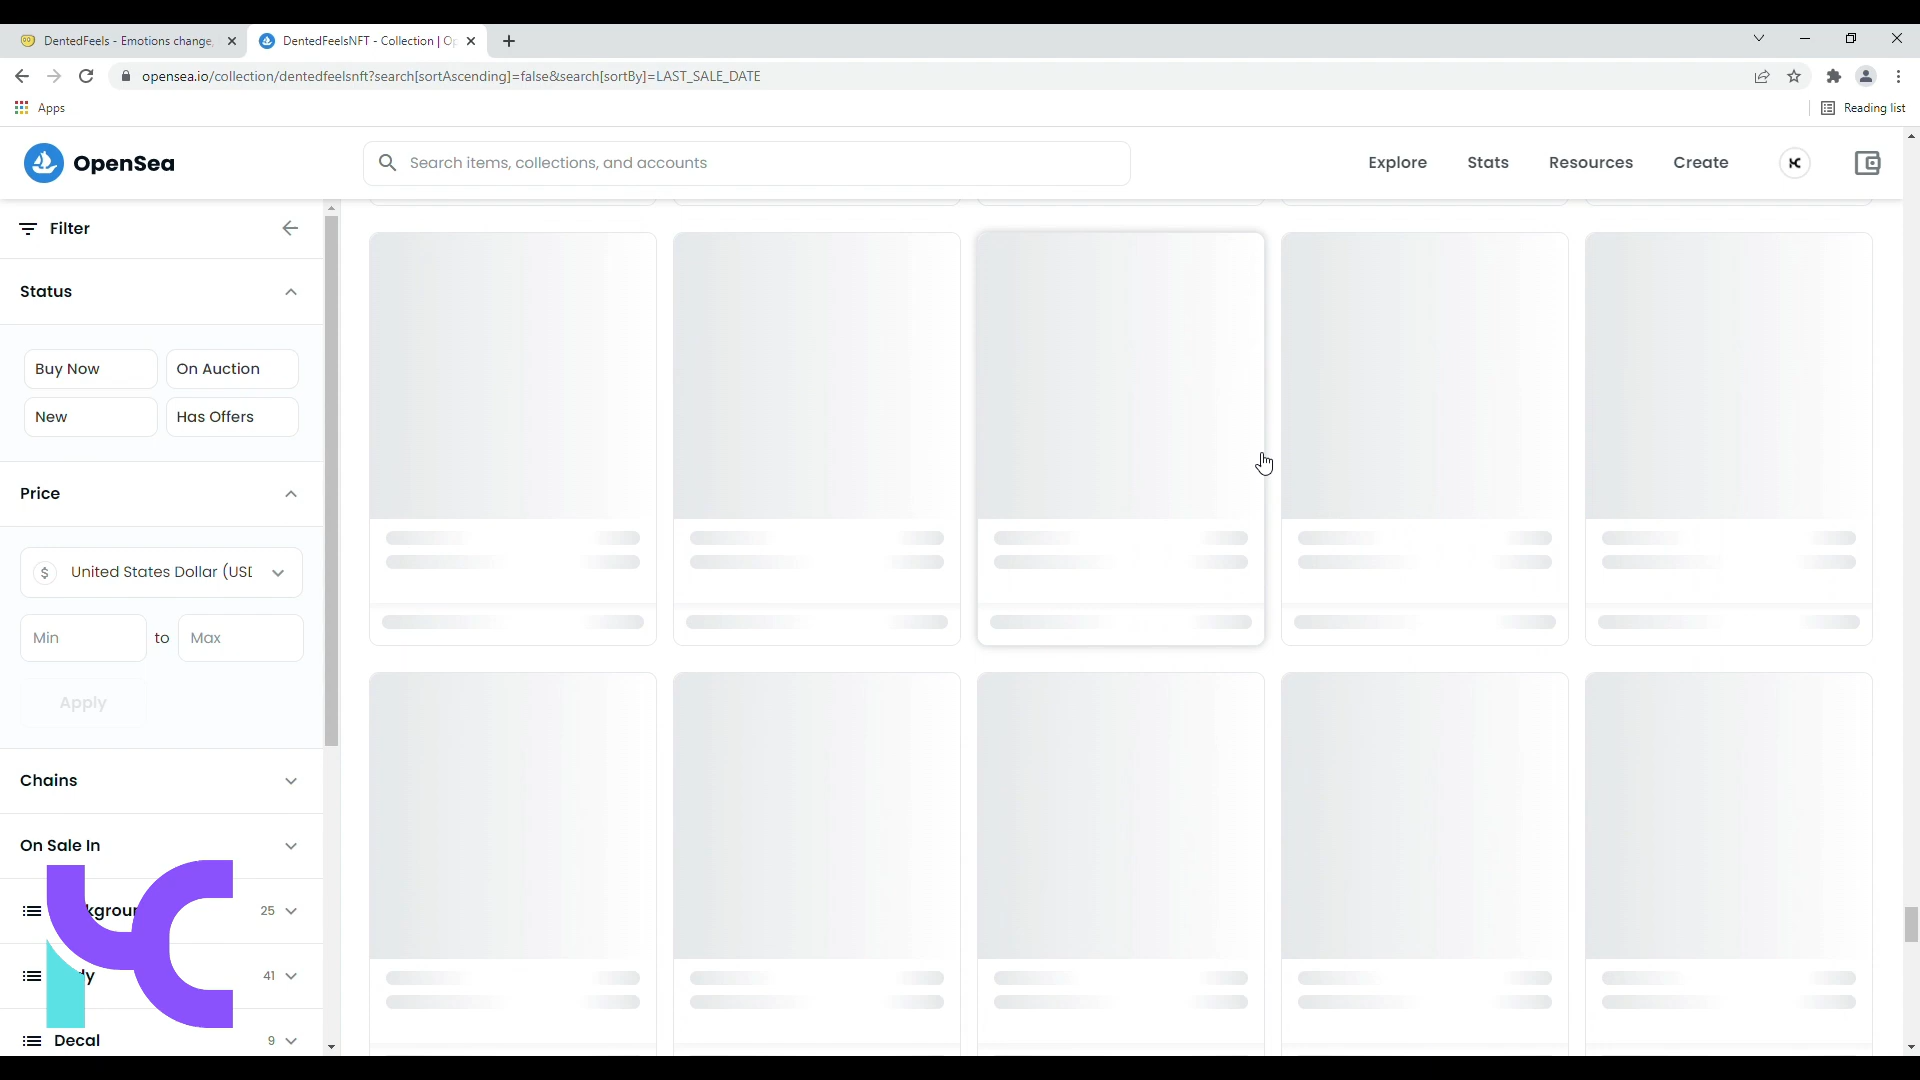 DentedFeels - Emotions change,
DentedFeelsNFT - Collection | Op
opensea.io/collection/dentedfeelsnft?search[sortAscending]=false&search[sortBy]=LAST_SALE_DATE
Apps
Reading list
OpenSea
Search items, collections, and accounts
Explore
Stats
Resources
Create
Filter
Status
Buy Now
On Auction
New
Has Offers
Price
$ United States Dollar (USD
Min to Max
Apply
Chains
On Sale In
25
41
Decal 9